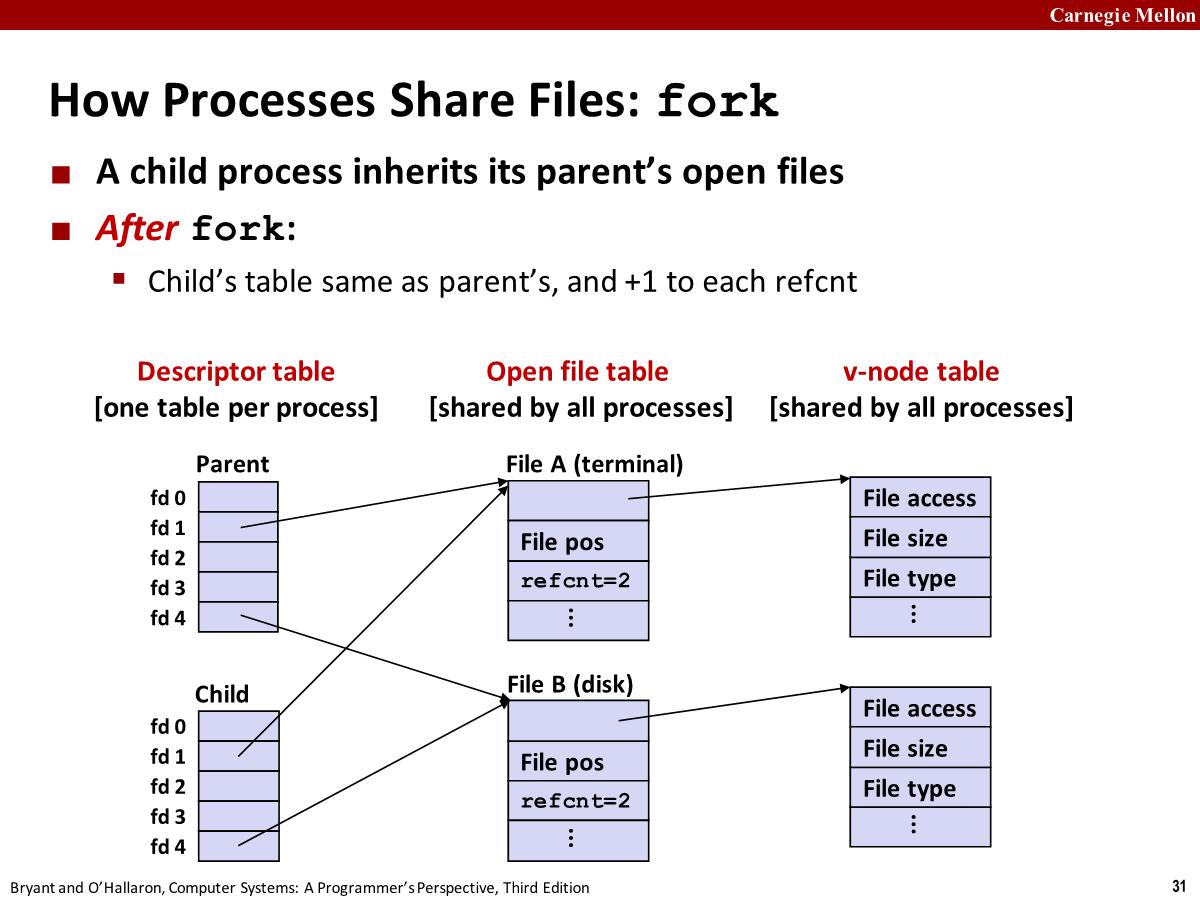 Carnegie Mellon
How Processes Share Files: fork
■ A child process inherits its parent’s open files
■ After fork:
▪ Child’s table same as parent’s, and +1 to each refcnt
Descriptor table
[one table per process]
Open file table
[shared by all processes]
v-node table
[shared by all processes]
Parent
fd 0
fd 1
fd 2
fd 3
fd 4
Child
fd 0
fd 1
fd 2
fd 3
fd 4
File A (terminal)
File pos
refcnt=2
⋮
File B (disk)
File pos
refcnt=2
⋮
File access
File size
File type
⋮
File access
File size
File type
⋮
Bryant and O’Hallaron, Computer Systems: A Programmer’s Perspective, Third Edition
31